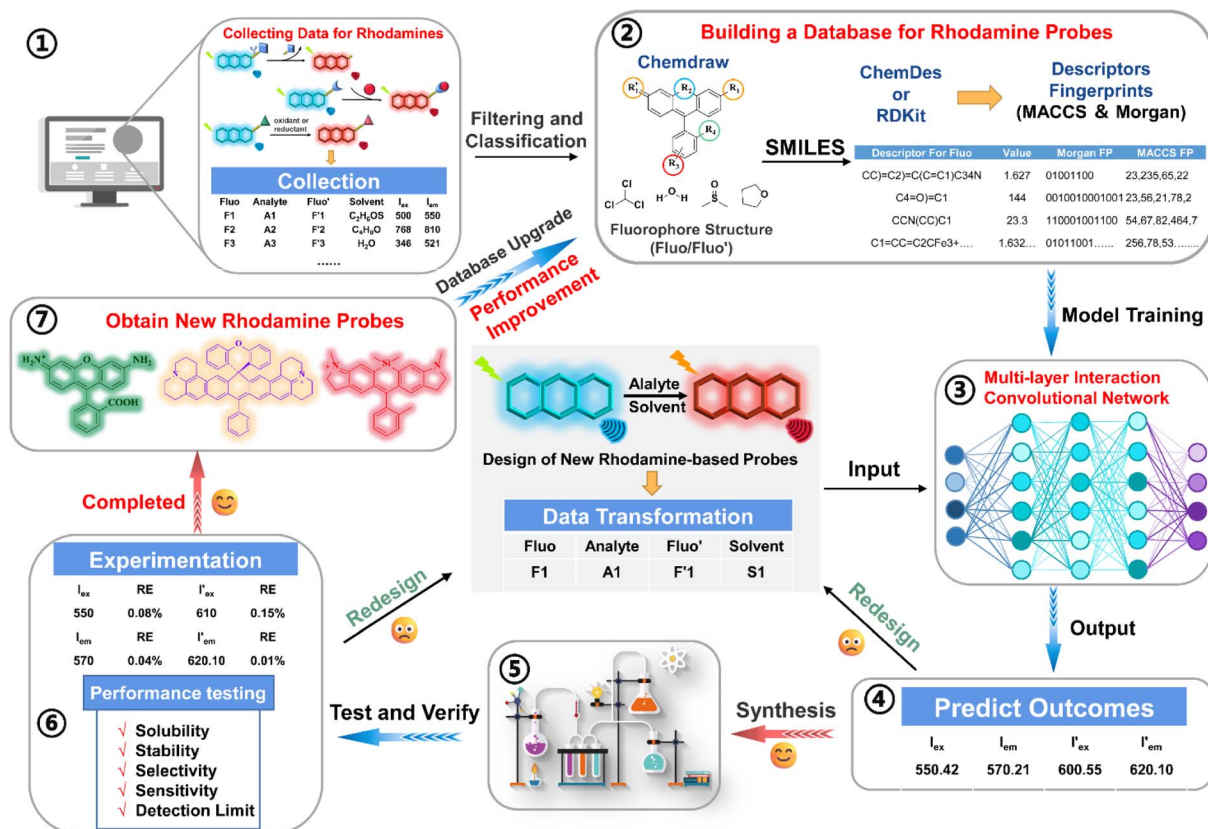 ①
Collecting Data for Rhodamines
oxidant or
reductant
Collection
Fluo Analyte Fluo' Solvent Iex Iem
F1 A1 F'1 C2H6OS 500 550
F2 A2 F'2 C4H8O 768 810
F3 A3 F'3 H2O 346 521
......
Filtering and
Classification
②
Building a Database for Rhodamine Probes
Chemdraw
R1+ R2 R1
R4
R3
Cl
Cl Cl
H O H
O
S
O
Fluorophore Structure
(Fluo/Fluo')
SMILES
ChemDes
or
RDKit
Descriptors
Fingerprints
(MACCS & Morgan)
Descriptor For Fluo Value Morgan FP MACCS FP
CC)=C2)=C(C=C1)C34N 1.627 01001100 23,235,65,22
C4=O)=C1 144 0010010001001 23,56,21,78,2
CCN(CC)C1 23.3 110001001100 54,67,82,464,7
C1=CC=C2CFe3+.... 1.632... 01011001...... 256,78,53........
Database Upgrade
Performance
Improvement
Model Training
⑦
Obtain New Rhodamine Probes
H2N+ O NH2
COOH
O
N N+
N+ Si N
Alalyte
Solvent
Design of New Rhodamine-based Probes
Data Transformation
Fluo Analyte Fluo' Solvent
F1 A1 F'1 S1
Input
③
Multi-layer Interaction
Convolutional Network
Completed
Experimentation
Iex RE I'ex RE
550 0.08% 610 0.15%
Iem RE I'em RE
570 0.04% 620.10 0.01%
⑥
Performance testing
√ Solubility
√ Stability
√ Selectivity
√ Sensitivity
√ Detection Limit
Redesign
Test and Verify
⑤
Synthesis
Redesign
Output
④
Predict Outcomes
Iex Iem I'ex I'em
550.42 570.21 600.55 620.10